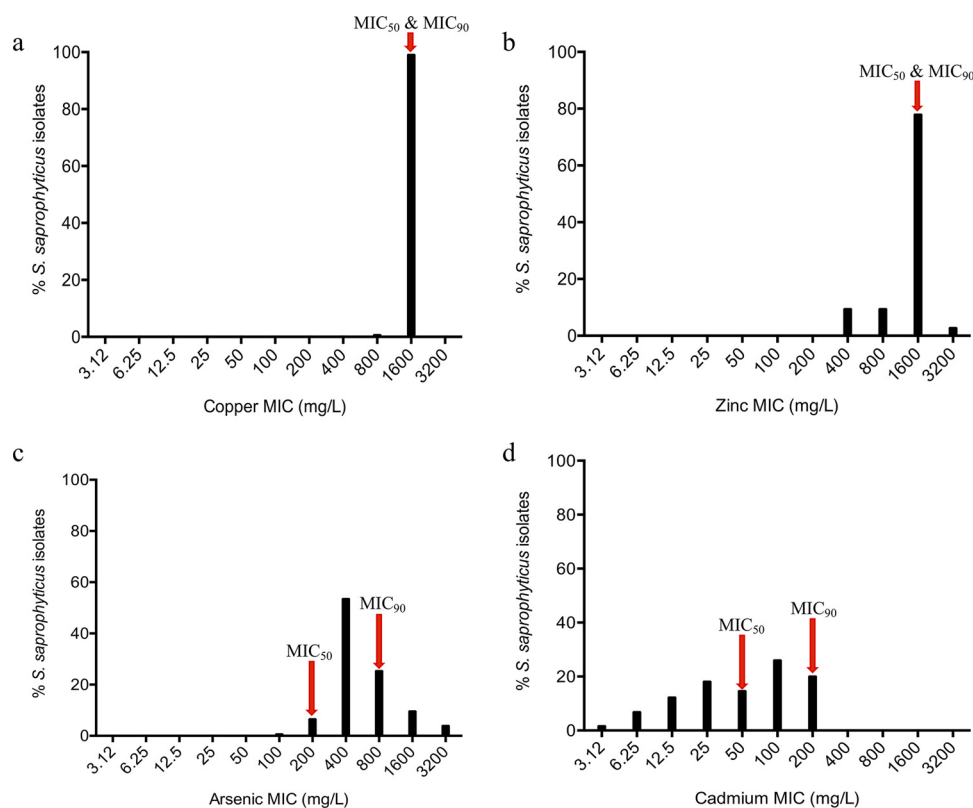 a
MIC₅₀ & MIC₉₀
100
80
60
40
20
0
% S. saprophyticus isolates
3.12 6.25 12.5 25 50 100 200 400 800 1600 3200
Copper MIC (mg/L)
b
MIC₅₀ & MIC₉₀
100
80
60
40
20
0
% S. saprophyticus isolates
3.12 6.25 12.5 25 50 100 200 400 800 1600 3200
Zinc MIC (mg/L)
c
100
80
60
40
20
0
% S. saprophyticus isolates
MIC₉₀
MIC₅₀
3.12 6.25 12.5 25 50 100 200 400 800 1600 3200
Arsenic MIC (mg/L)
d
100
80
60
40
20
0
% S. saprophyticus isolates
MIC₅₀ MIC₉₀
3.12 6.25 12.5 25 50 100 200 400 800 1600 3200
Cadmium MIC (mg/L)